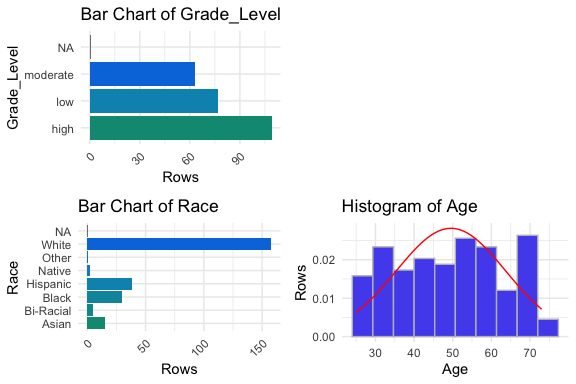 Bar Chart of Grade_Level
Grade_Level
NA
moderate
low
high
0
30
60
90
Rows
Bar Chart of Race
Race
NA
White
Other
Native
Hispanic
Black
Bi-Racial
Asian
0
50
100
150
Rows
Histogram of Age
Rows
0.02
0.01
0.00
30
40
50
60
70
Age